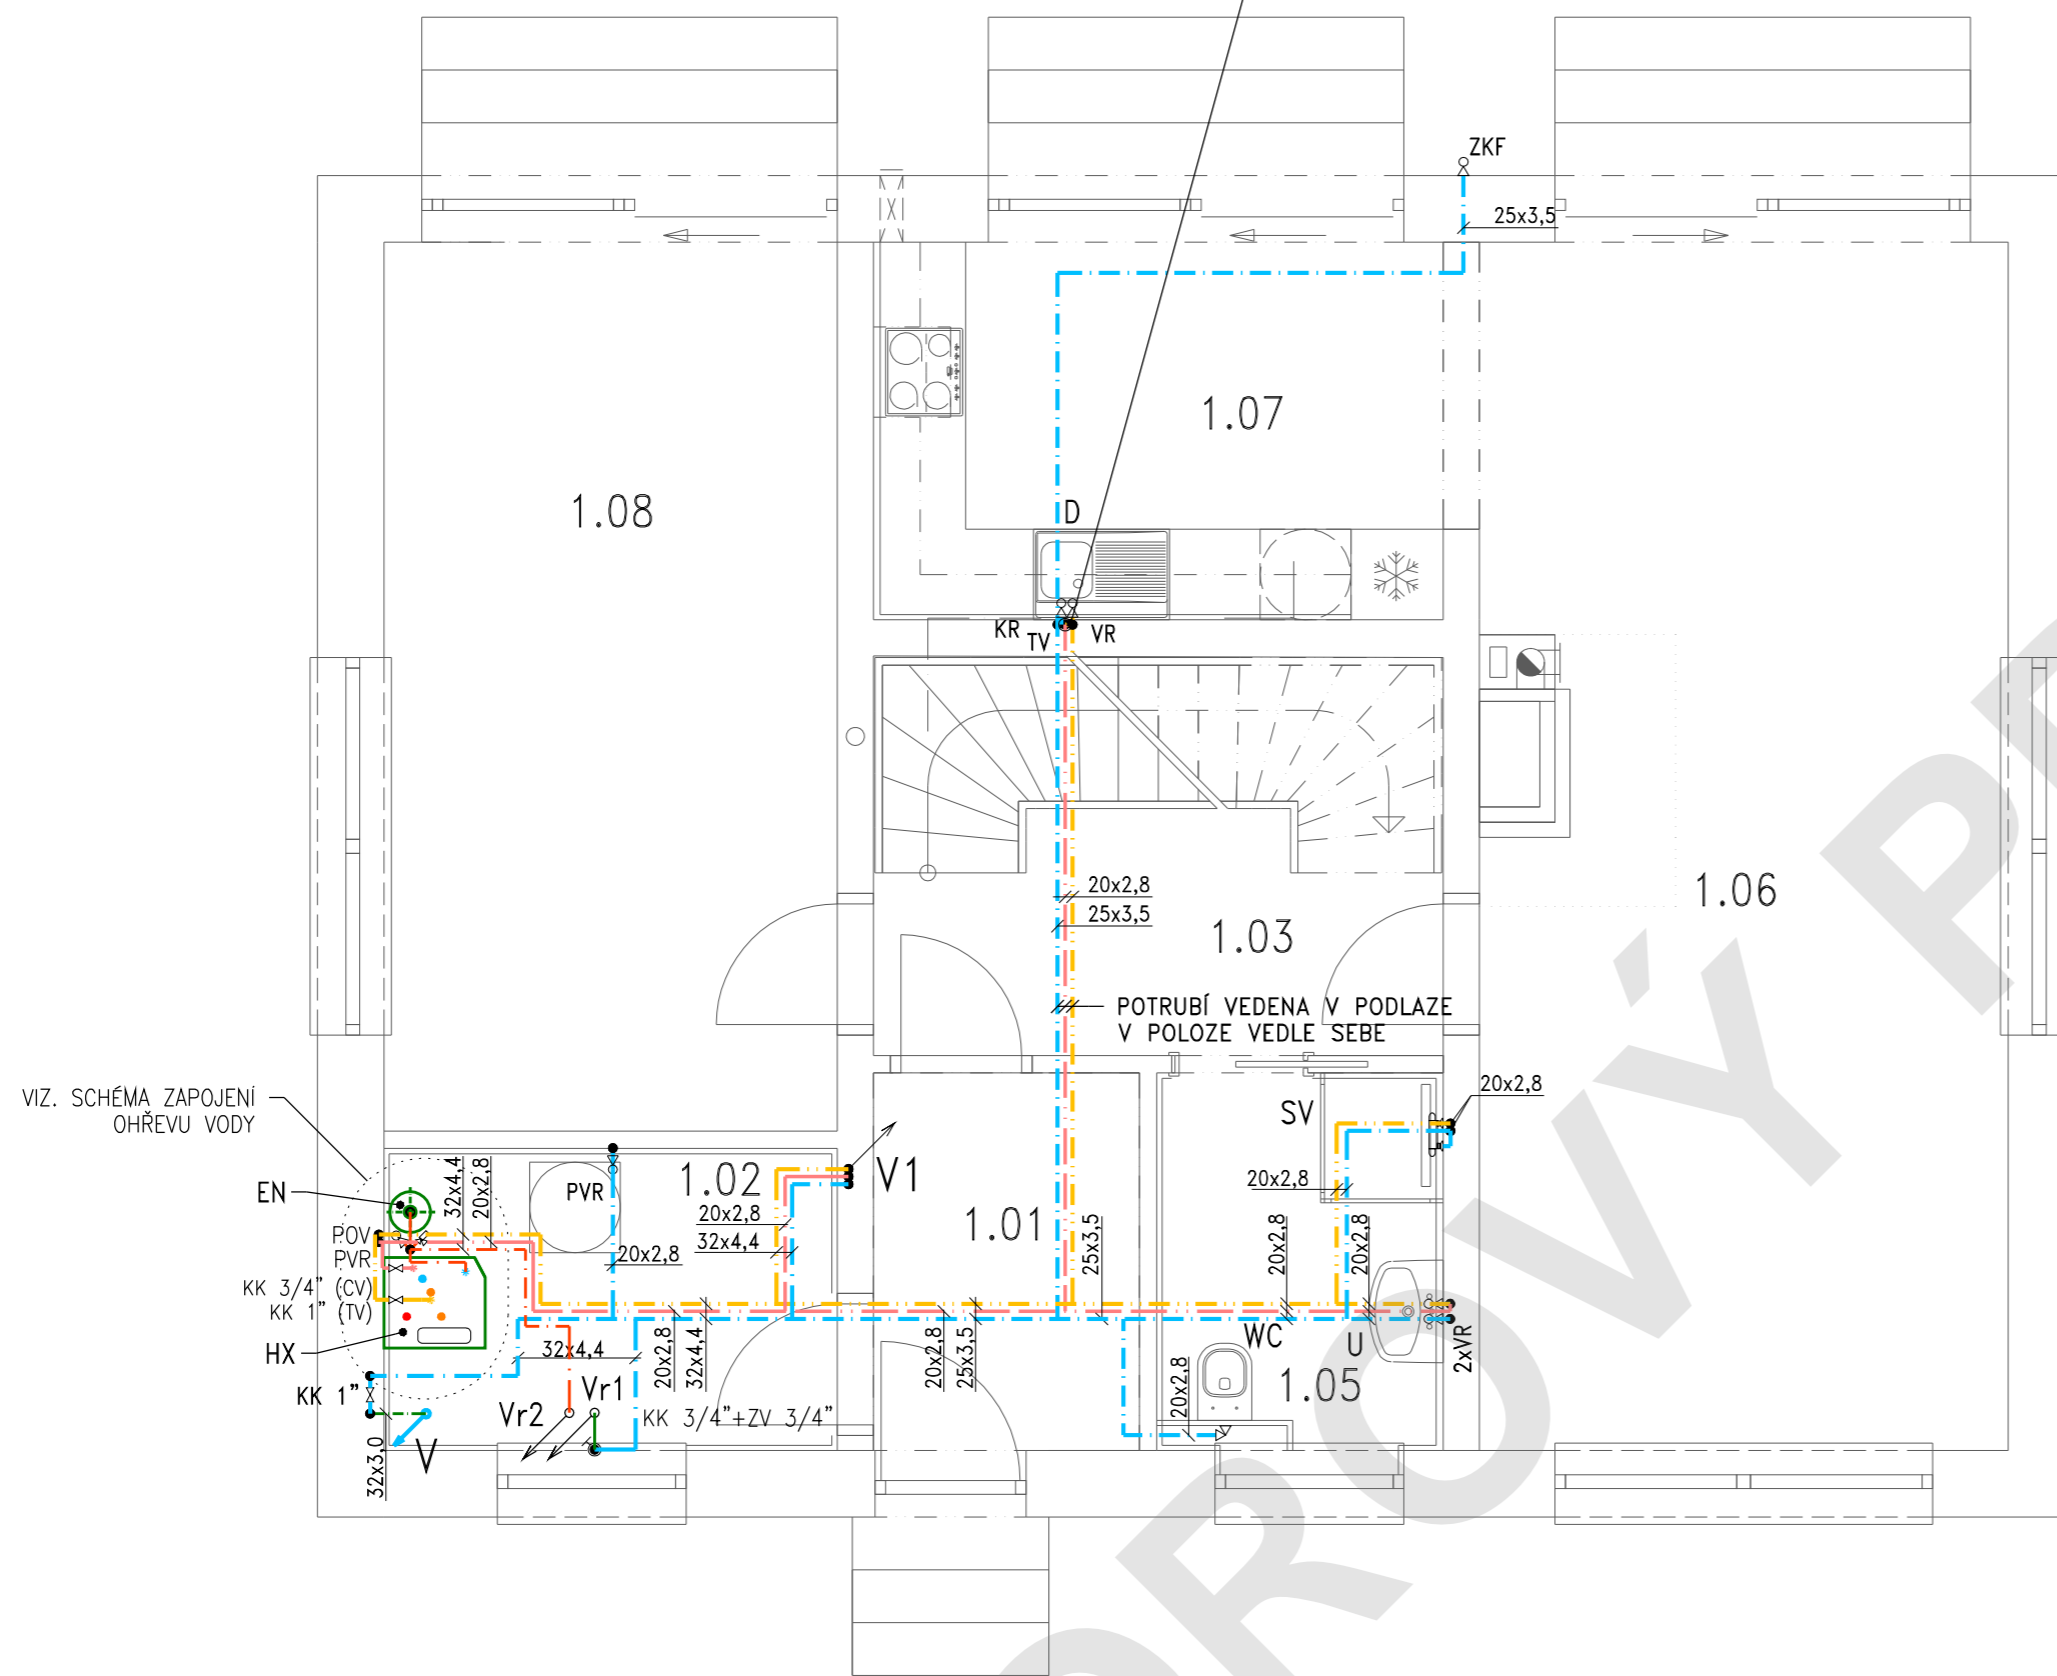 ZKF
25x3,5
1.07
1.08
D
KR
TV
VR
1.06
20x2,8
25x3,5
1.03
POTRUBÍ VEDENA V PODLAZE
V POLOZE VEDLE SEBE
VIZ. SCHÉMA ZAPOJENÍ
OHŘEVU VODY
SV
20x2,8
EN
32x4,4
20x2,8
PVR
1.02
V1
20x2,8
POV
PVR
20x2,8
32x4,4
1.01
25x3,5
20x2,8
20x2,8
20x2,8
KK 3/4" (CV)
KK 1" (TV)
HX
32x4,4
20x2,8
32x4,4
20x2,8
25x3,5
WC
U
2xVR
1.05
20x2,8
KK 1"
Vr2
Vr1
KK 3/4"+ZV 3/4"
V
32x3,0
OROVÝ